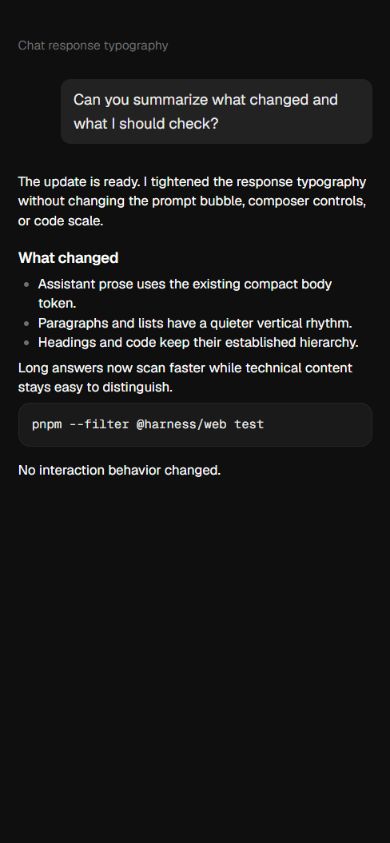 Chat response typography
Can you summarize what changed and
what I should check?
The update is ready. I tightened the response typography
without changing the prompt bubble, composer controls,
or code scale.
What changed
Assistant prose uses the existing compact body
token.
Paragraphs and lists have a quieter vertical rhythm.
Headings and code keep their established hierarchy.
Long answers now scan faster while technical content
stays easy to distinguish.
pnpm --filter @harness/web test
No interaction behavior changed.